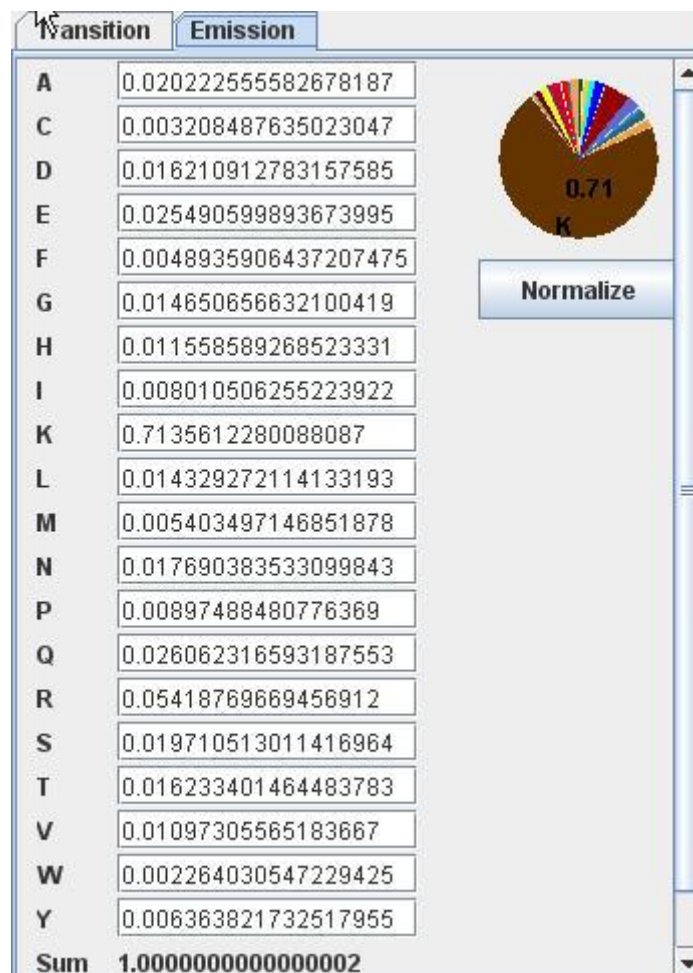 Transition Emission
A 0.020222555582678187
C 0.003208487635023047
D 0.016210912783157585
E 0.025490599893673995
F 0.0048935906437207475
G 0.014650656632100419
H 0.011558589268523331
I 0.008010506255223922
K 0.7135612280088087
L 0.014329272114133193
M 0.005403497146851878
N 0.017690383533099843
P 0.00897488480776369
Q 0.026062316593187553
R 0.05418769669456912
S 0.019710513011416964
T 0.016233401464483783
V 0.01097305565183667
W 0.002264030547229425
Y 0.006363821732517955
Sum 1.0000000000000002
0.71
K
Normalize